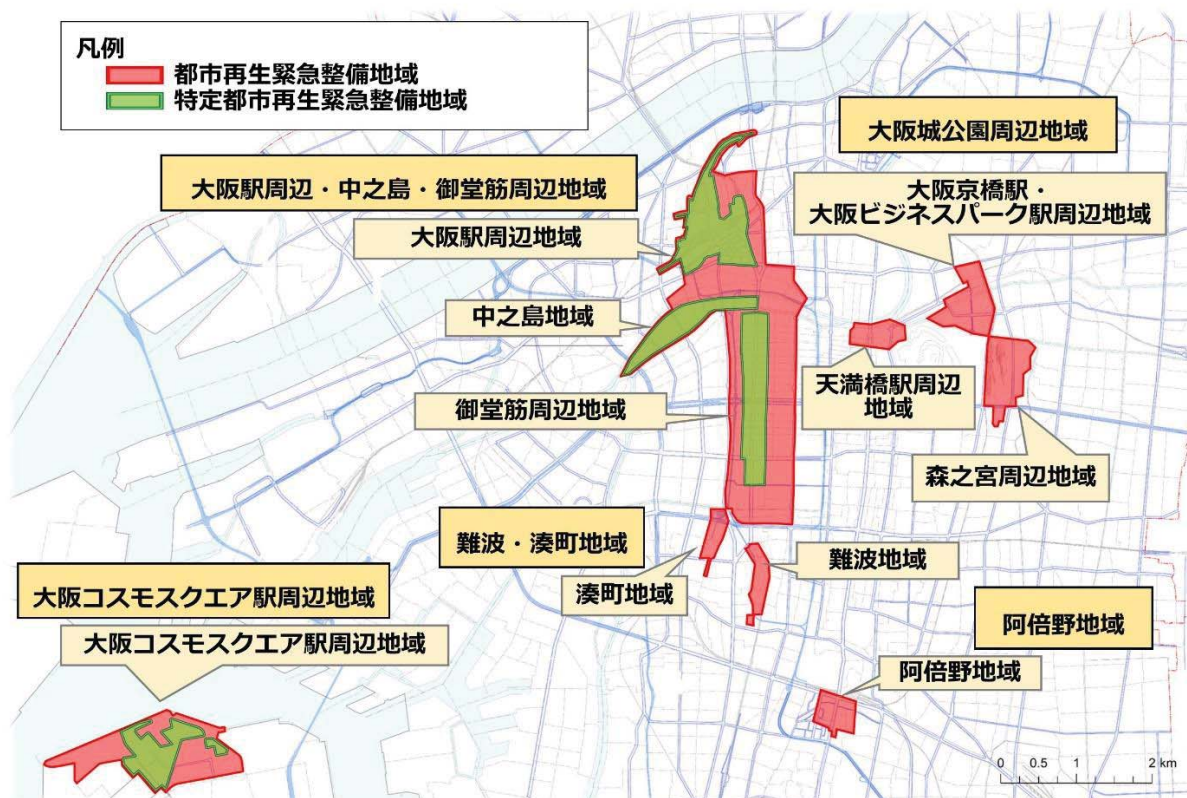 凡例
都市再生緊急整備地域
特定都市再生緊急整備地域
大阪城公園周辺地域
大阪駅周辺・中之島・御堂筋周辺地域
大阪京橋駅・
大阪ビジネスパーク駅周辺地域
大阪駅周辺地域
中之島地域
天満橋駅周辺
地域
御堂筋周辺地域
森之宮周辺地域
難波・湊町地域
難波地域
湊町地域
大阪コスモスクエア駅周辺地域
大阪コスモスクエア駅周辺地域
阿倍野地域
阿倍野地域
0 0.5 1 2 km